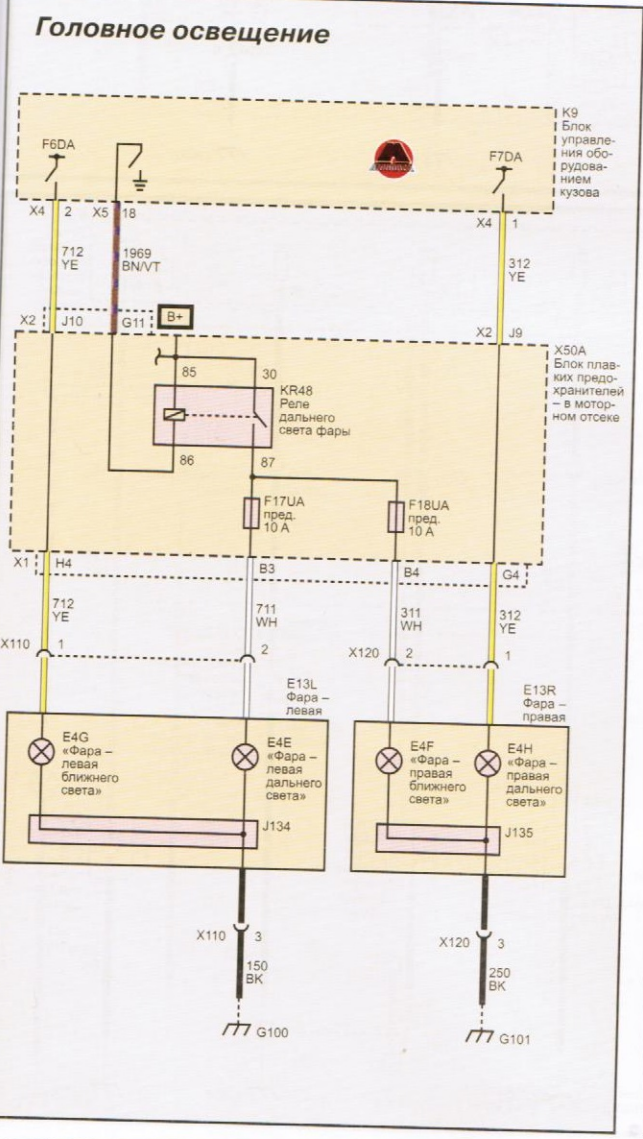 Головное освещение
K9
Блок
управле-
ния обо-
рудова-
нием
кузова
F6DA
F7DA
X4
2
X5
18
X4
1
712
YE
1969
BN/VT
312
YE
X2
J10
G11
B+
X2
J9
X50A
Блок плав-
ких предо-
хранителей
– в мотор-
ном отсеке
85
30
KR48
Реле
дальнего
света фары
86
87
F17UA
пред.
10 A
F18UA
пред.
10 A
X1
H4
B3
B4
G4
712
YE
711
WH
311
WH
312
YE
X110
1
2
X120
2
1
E13L
Фара –
левая
E13R
Фара –
правая
E4G
«Фара –
левая
ближнего
света»
E4E
«Фара –
левая
дальнего
света»
E4F
«Фара –
правая
ближнего
света»
E4H
«Фара –
правая
дальнего
света»
J134
J135
X110
3
X120
3
150
BK
250
BK
G100
G101